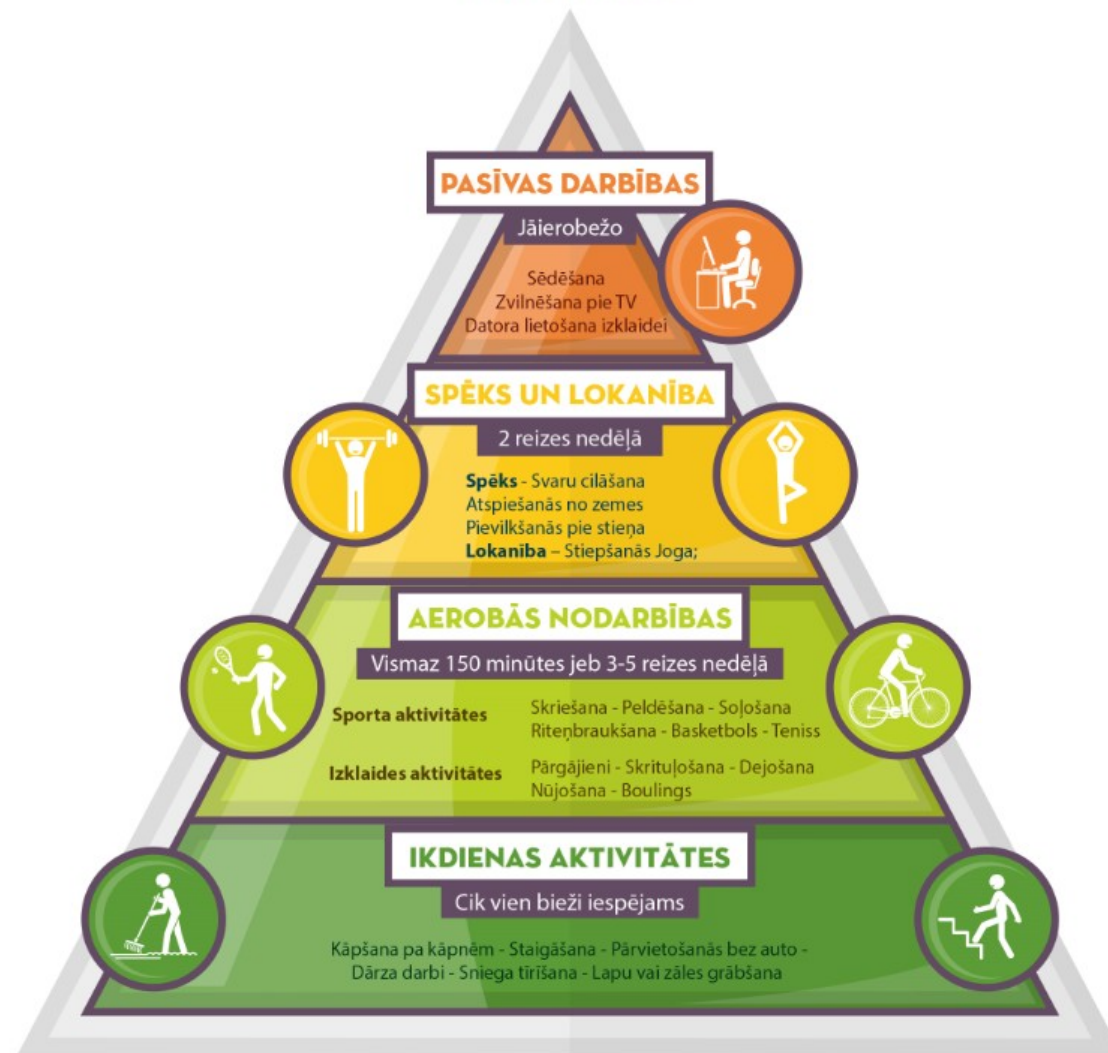 PASĪVAS DARBĪBAS
Jāierobežo
Sēdēšana
Zvilnēšana pie TV
Datora lietošana izklaidei
SPĒKS UN LOKANĪBA
2 reizes nedēļā
Spēks - Svaru cilāšana
Atspiešanās no zemes
Pievilkšanās pie stieņa
Lokanība – Stiepšanās Joga;
AEROBĀS NODARBĪBAS
Vismaz 150 minūtes jeb 3-5 reizes nedēļā
Sporta aktivitātes
Skriešana - Peldēšana - Soļošana
Riteņbraukšana - Basketbols - Teniss
Izklaides aktivitātes
Pārgājieni - Skrituļošana - Dejošana
Nūjošana - Boulings
IKDIENAS AKTIVITĀTES
Cik vien bieži iespējams
Kāpšana pa kāpnēm - Staigāšana - Pārvietošanās bez auto -
Dārza darbi - Sniega tīrīšana - Lapu vai zāles grābšana